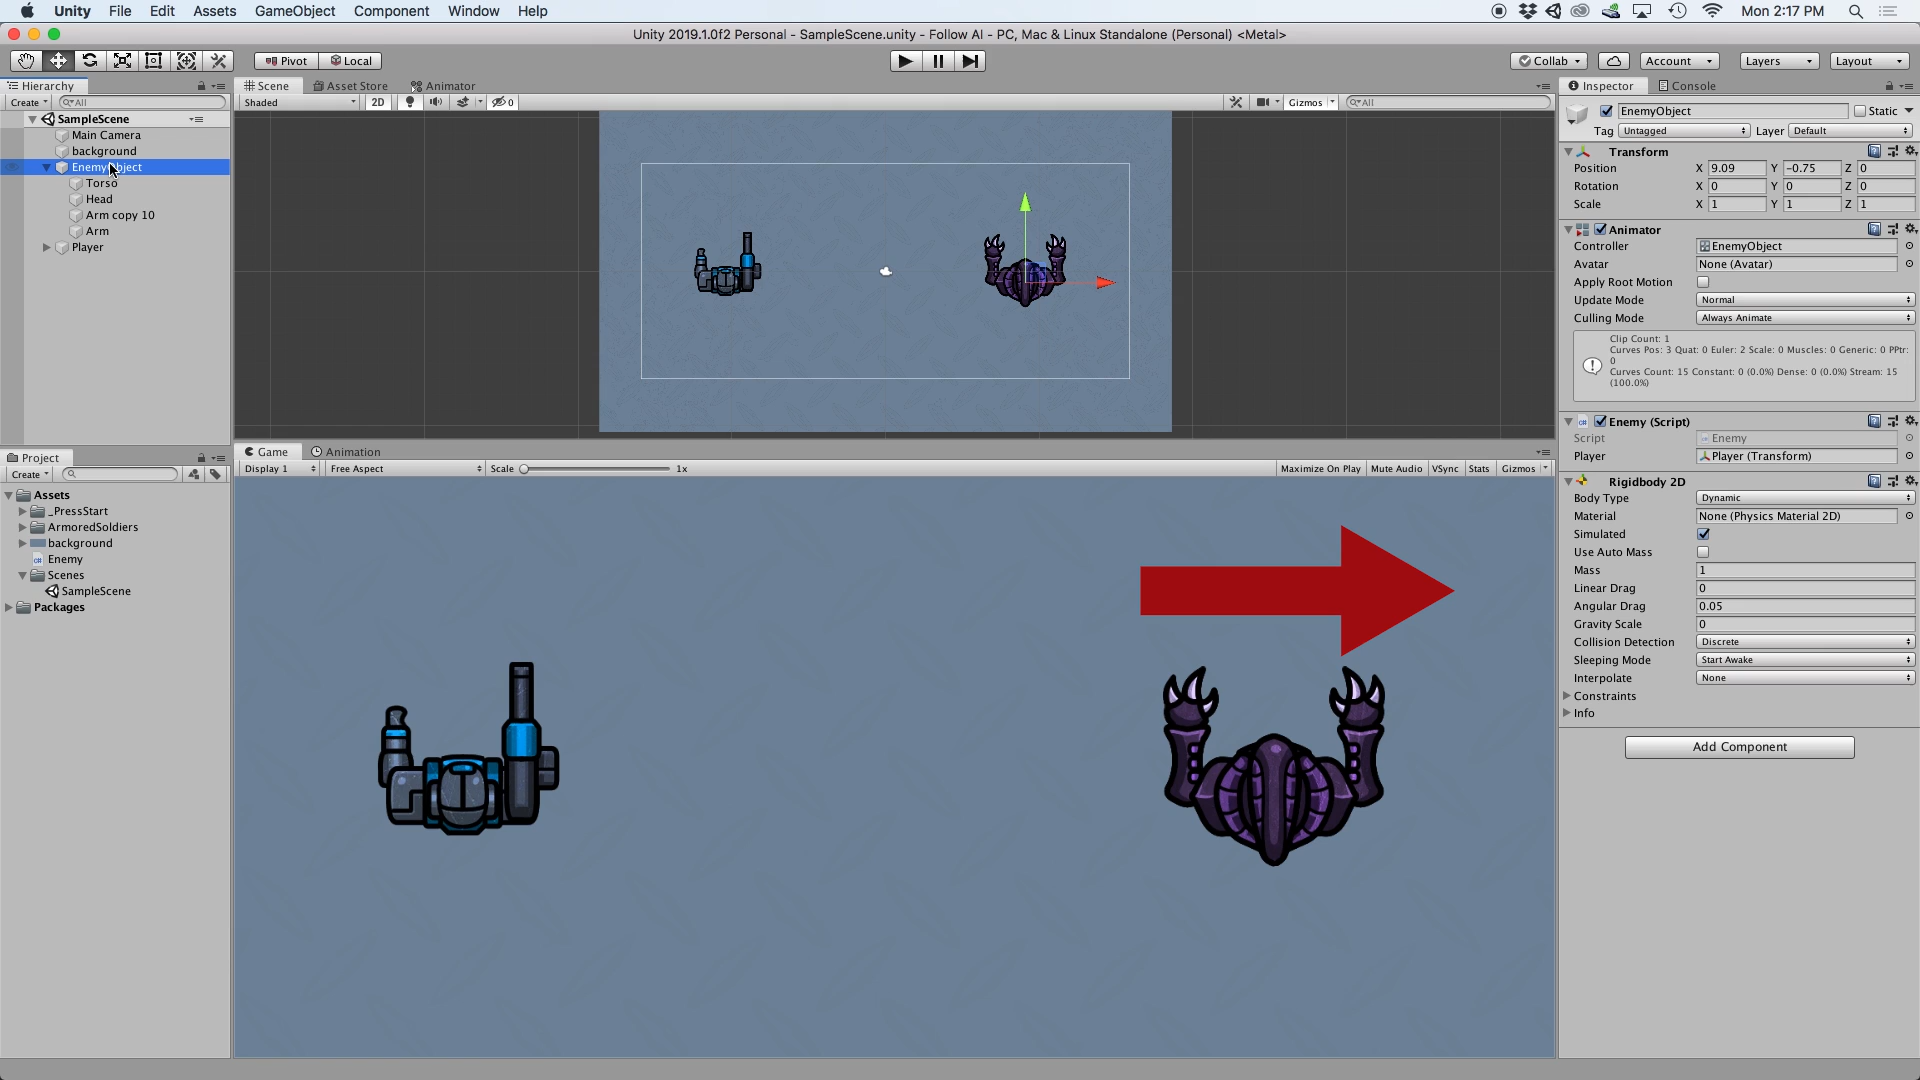 Unity File Edit Assets GameObject Component Window Help Mon 2:17 PM
Unity 2019.1.0f2 Personal - SampleScene.unity - Follow AI - PC, Mac & Linux Standalone (Personal) <Metal>
Pivot Local Collab Account Layers Layout
Hierarchy
Create All
SampleScene
Main Camera
background
EnemyObject
Torso
Head
Arm copy 10
Arm
Player
Scene Asset Store Animator
Shaded 2D 0 Gizmos All
Project
Create
Assets
_PressStart
ArmoredSoldiers
background
Enemy
Scenes
SampleScene
Packages
Game Animation
Display 1 Free Aspect Scale 1x Maximize On Play Mute Audio VSync Stats Gizmos
Inspector Console
EnemyObject Static
Tag Untagged Layer Default
Transform
Position X 9.09 Y -0.75 Z 0
Rotation X 0 Y 0 Z 0
Scale X 1 Y 1 Z 1
Animator
Controller EnemyObject
Avatar None (Avatar)
Apply Root Motion
Update Mode Normal
Culling Mode Always Animate
Clip Count: 1
Curves Pos: 3 Quat: 0 Euler: 2 Scale: 0 Muscles: 0 Generic: 0 PPtr:
0
Curves Count: 15 Constant: 0 (0.0%) Dense: 0 (0.0%) Stream: 15
(100.0%)
Enemy (Script)
Script Enemy
Player Player (Transform)
Rigidbody 2D
Body Type Dynamic
Material None (Physics Material 2D)
Simulated
Use Auto Mass
Mass 1
Linear Drag 0
Angular Drag 0.05
Gravity Scale 0
Collision Detection Discrete
Sleeping Mode Start Awake
Interpolate None
Constraints
Info
Add Component